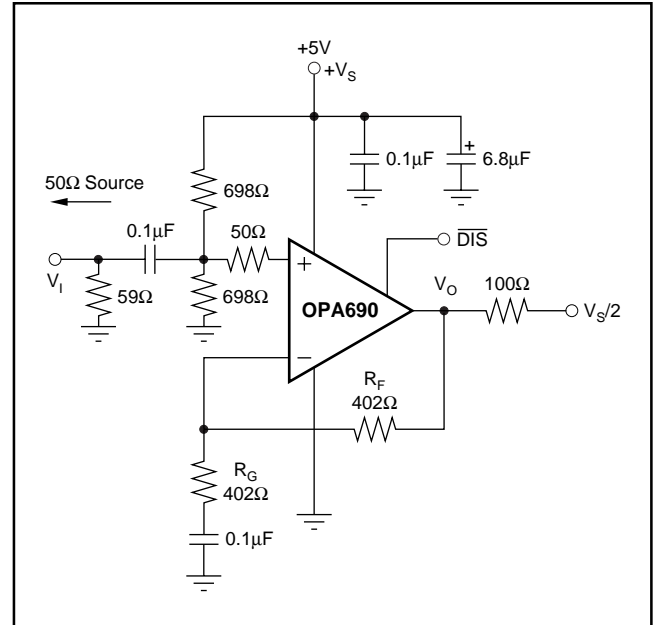 +5V
+V_S
0.1µF
6.8µF
50Ω Source
698Ω
0.1µF
50Ω
DIS
V_I
59Ω
698Ω
+
OPA690
V_O
100Ω
V_S/2
−
R_F
402Ω
R_G
402Ω
0.1µF
+